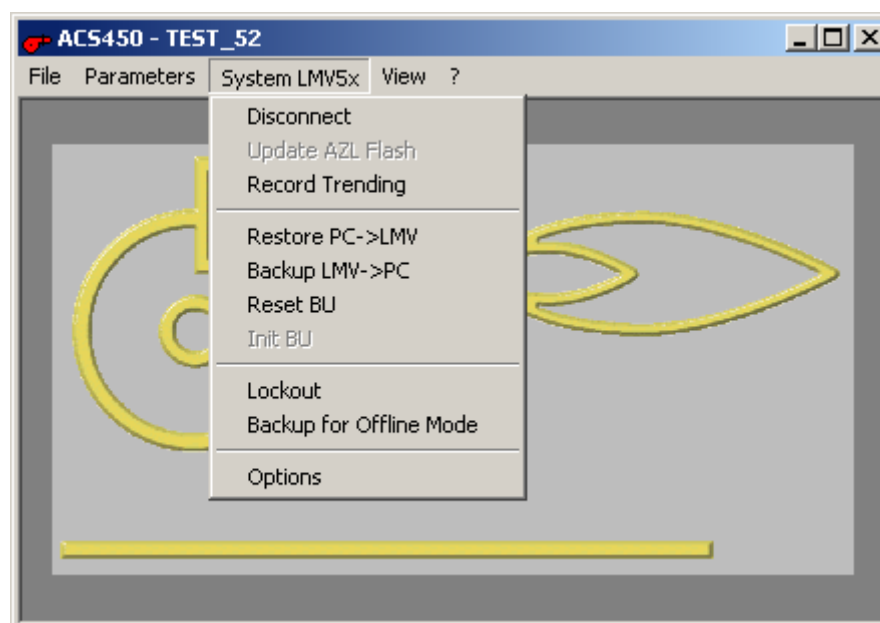 ACS450 - TEST_52
File Parameters System LMV5x View ?
Disconnect
Update AZL Flash
Record Trending
Restore PC->LMV
Backup LMV->PC
Reset BU
Init BU
Lockout
Backup for Offline Mode
Options